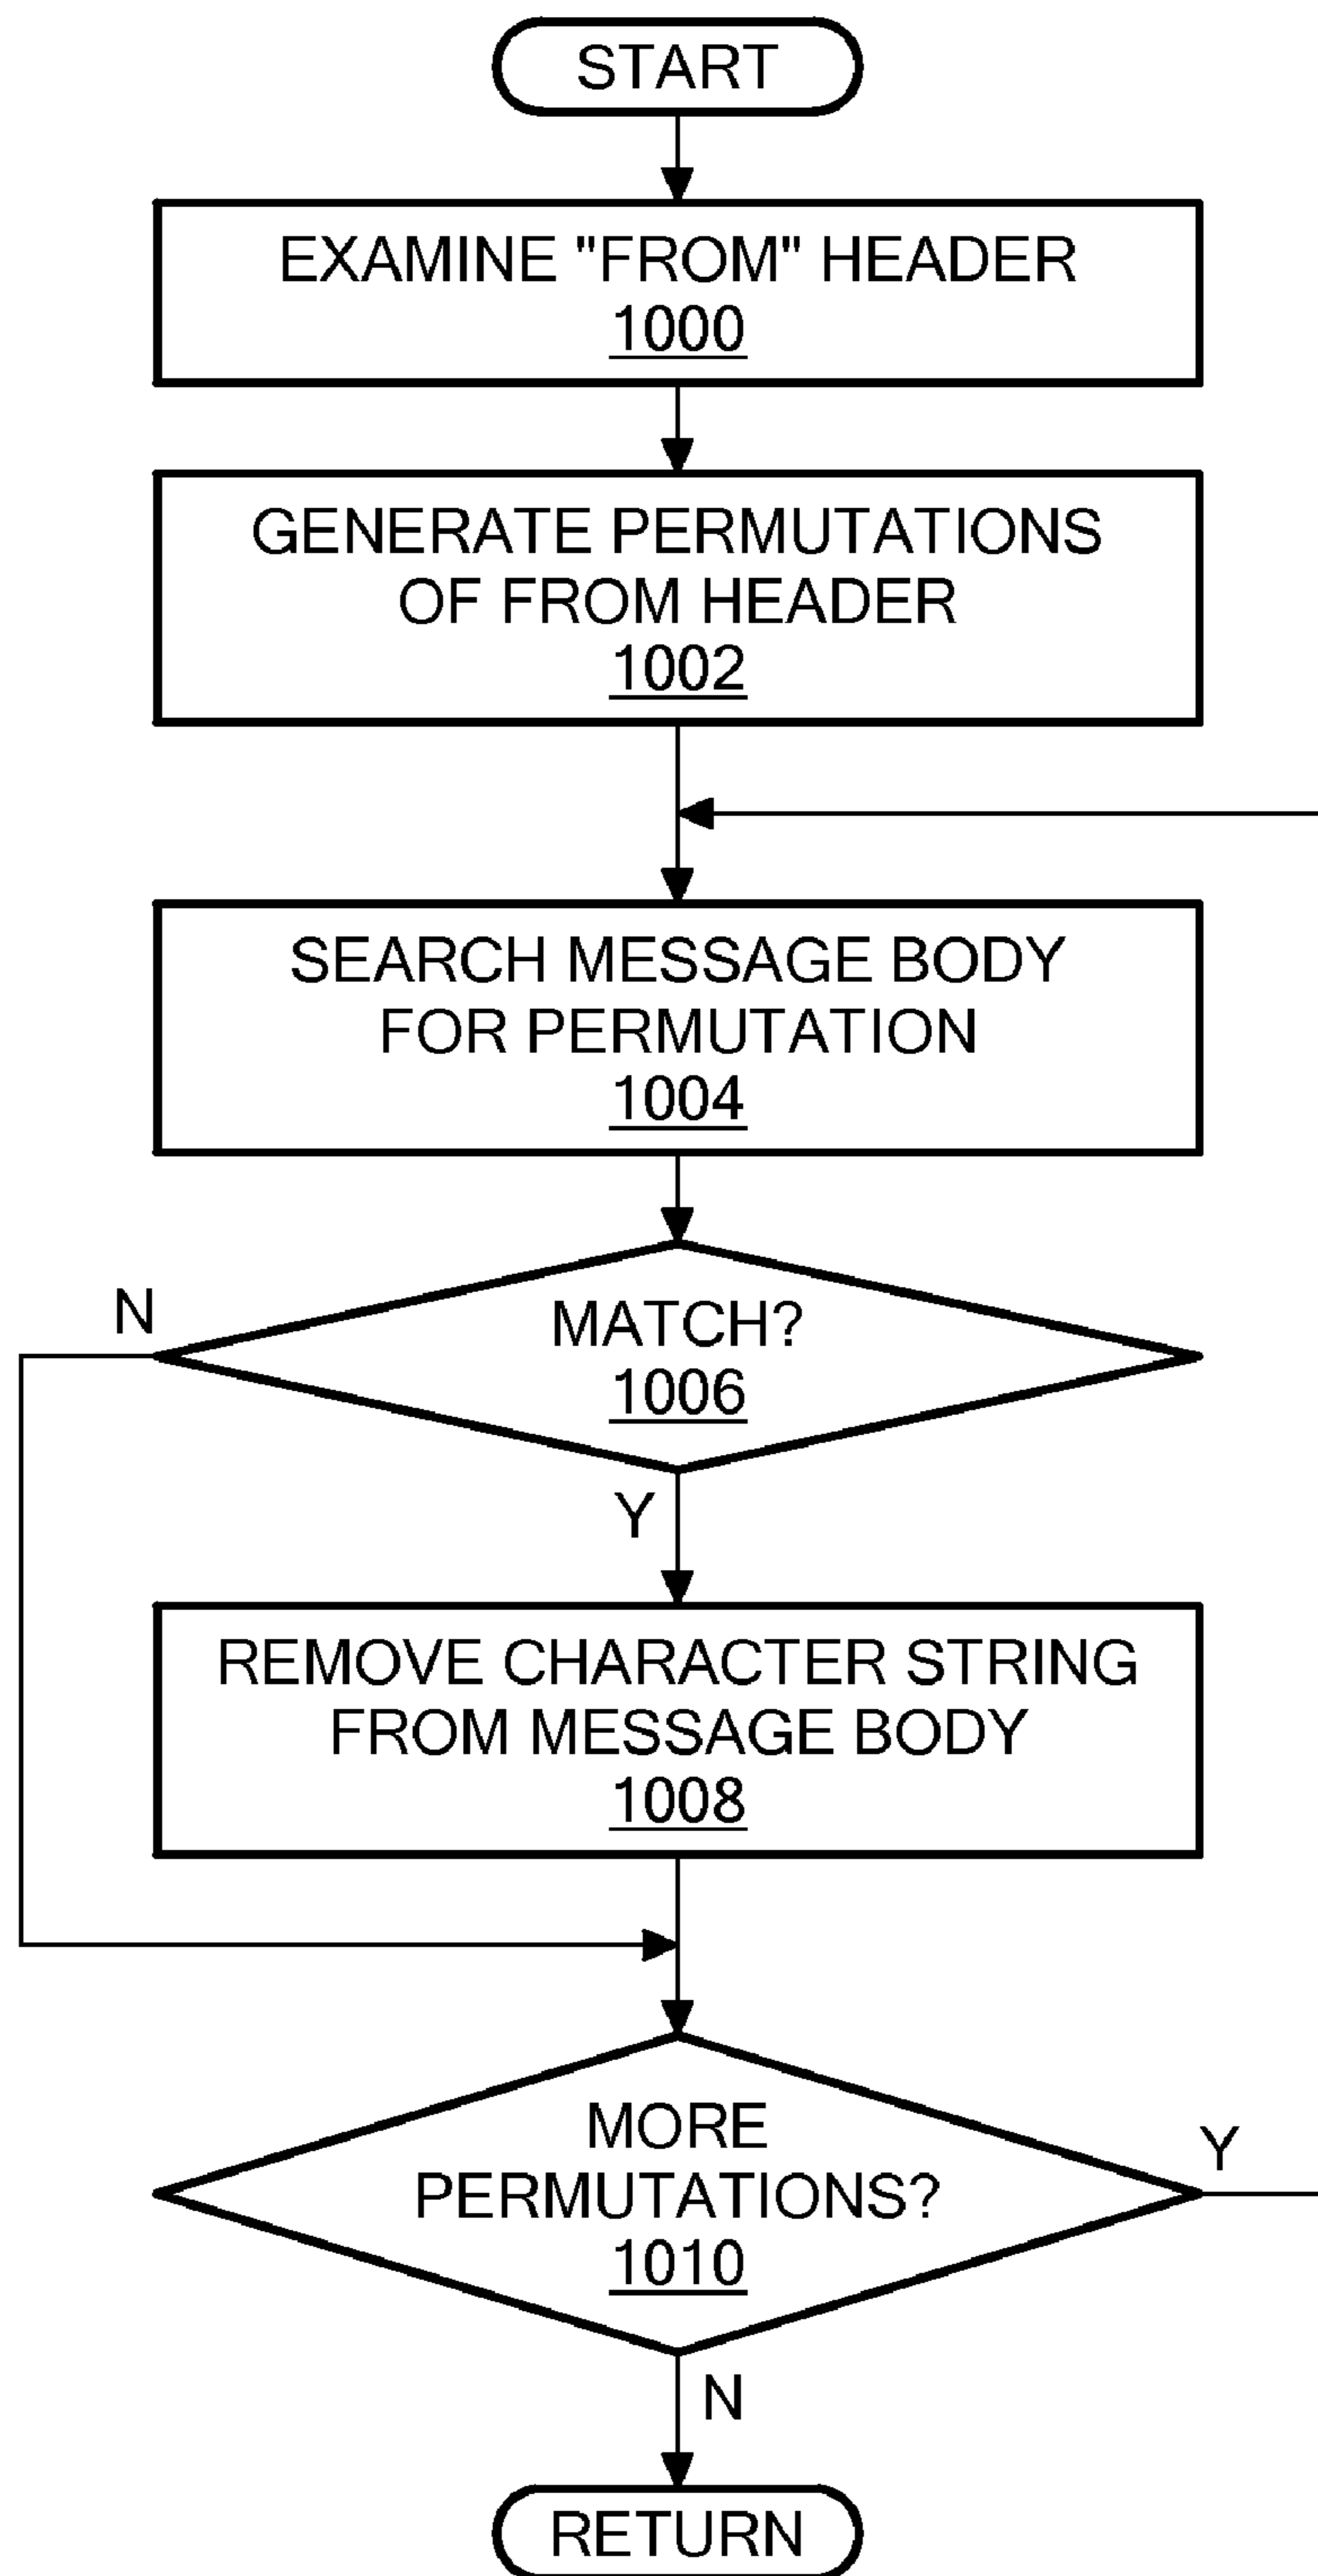 START
EXAMINE "FROM" HEADER
1000
GENERATE PERMUTATIONS
OF FROM HEADER
1002
SEARCH MESSAGE BODY
FOR PERMUTATION
1004
N
MATCH?
1006
Y
REMOVE CHARACTER STRING
FROM MESSAGE BODY
1008
MORE
Y
PERMUTATIONS?
1010
N
RETURN